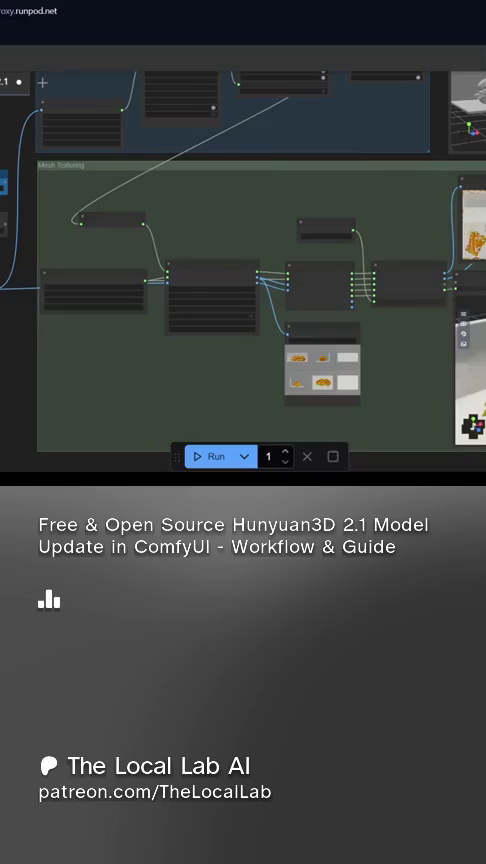 oxy.runpod.net
2.1
Mesh Texturing
Run
1
Free & Open Source Hunyuan3D 2.1 Model
Update in ComfyUI - Workflow & Guide
The Local Lab AI
patreon.com/TheLocalLab